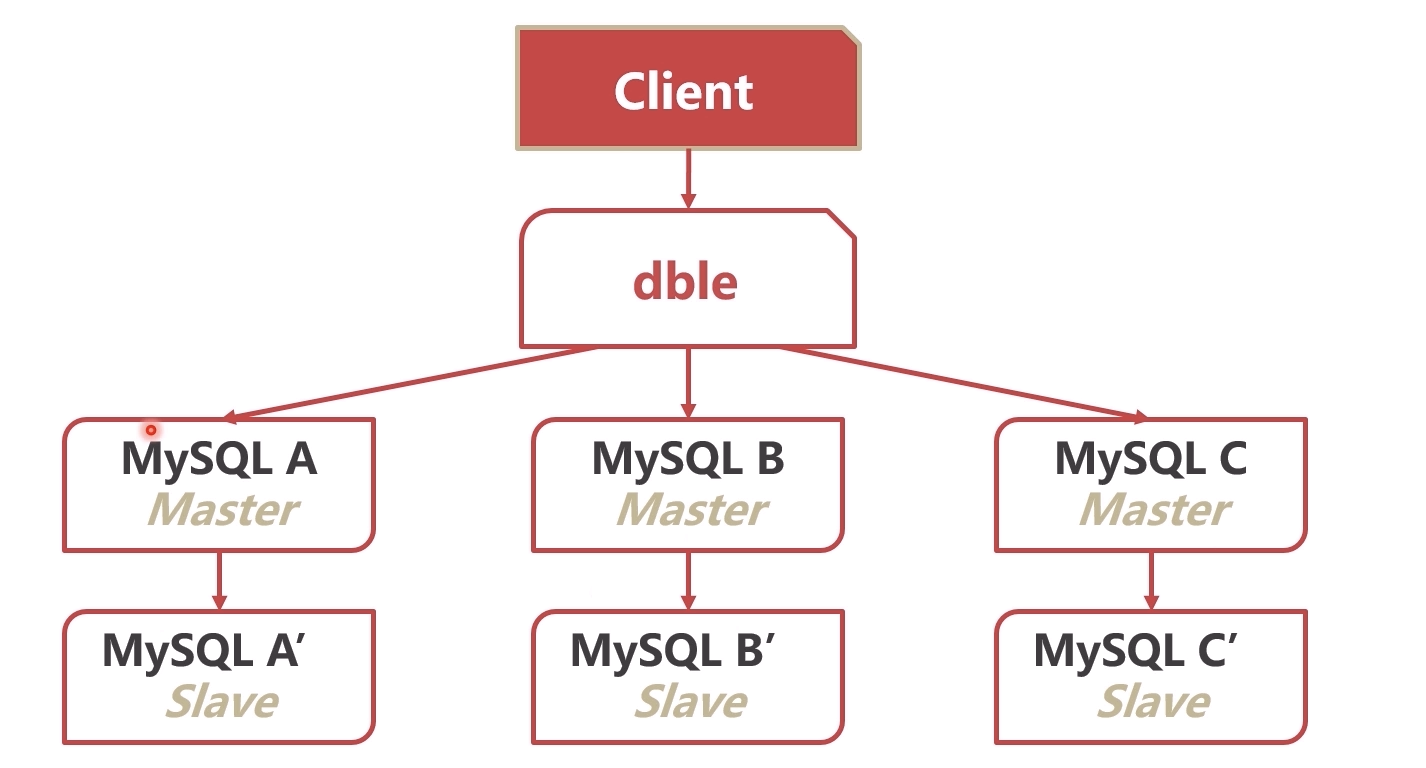 Client
dble
MySQL A
Master
MySQL B
Master
MySQL C
Master
MySQL A’
Slave
MySQL B’
Slave
MySQL C’
Slave